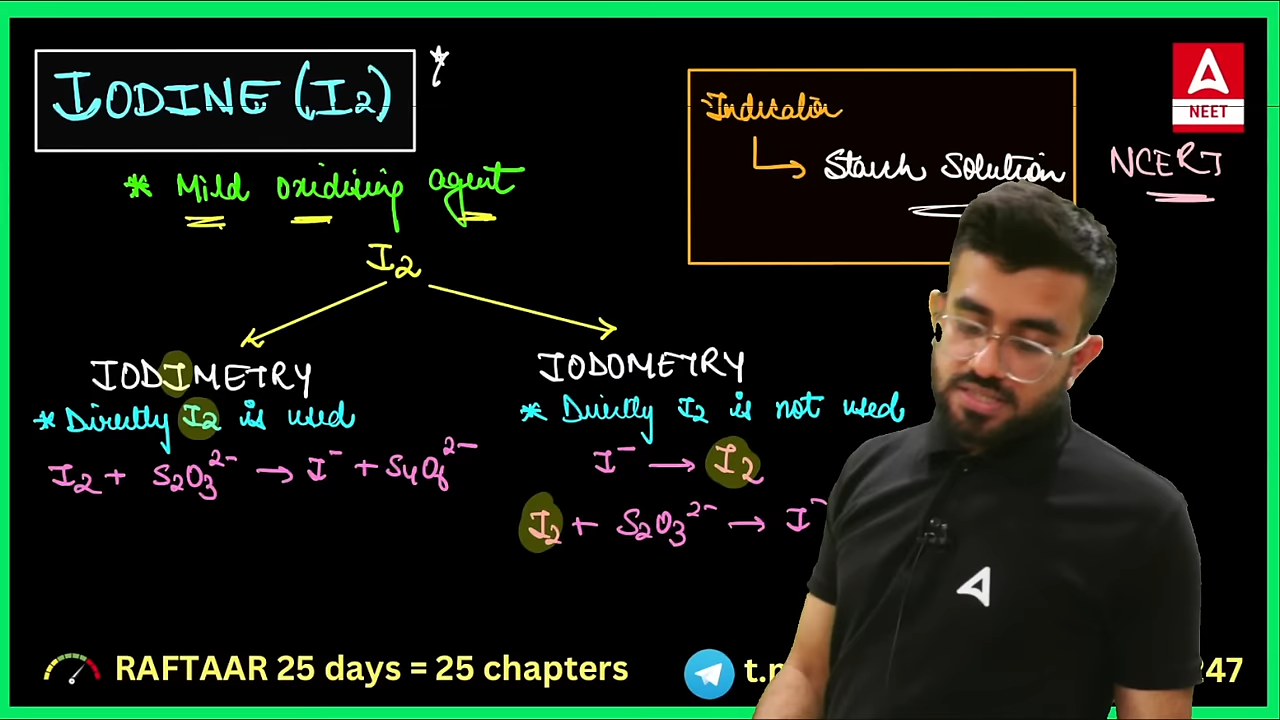 IODINE (I2) *
* Mild oxidising agent
I2
Indicator
Starch Solution
NCERT
NEET
IODIMETRY
* Directly I2 is used
I2 + S2O3^2- → I^- + S4O6^2-
IODOMETRY
* Directly I2 is not used
I^- → I2
I2 + S2O3^2- → I^-
RAFTAAR 25 days = 25 chapters
247